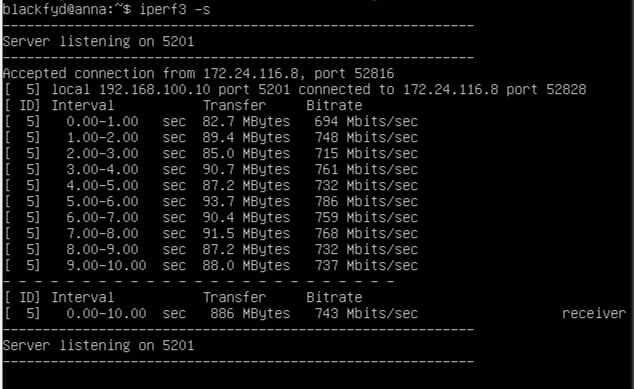 blackfyd@anna:~$ iperf3 -s
-----------------------------------------------------------
Server listening on 5201
-----------------------------------------------------------
Accepted connection from 172.24.116.8, port 52816
[  5] local 192.168.100.10 port 5201 connected to 172.24.116.8 port 52828
[ ID] Interval           Transfer     Bitrate
[  5]   0.00-1.00   sec  82.7 MBytes   694 Mbits/sec
[  5]   1.00-2.00   sec  89.4 MBytes   748 Mbits/sec
[  5]   2.00-3.00   sec  85.0 MBytes   715 Mbits/sec
[  5]   3.00-4.00   sec  90.7 MBytes   761 Mbits/sec
[  5]   4.00-5.00   sec  87.2 MBytes   732 Mbits/sec
[  5]   5.00-6.00   sec  93.7 MBytes   786 Mbits/sec
[  5]   6.00-7.00   sec  90.4 MBytes   759 Mbits/sec
[  5]   7.00-8.00   sec  91.5 MBytes   768 Mbits/sec
[  5]   8.00-9.00   sec  87.2 MBytes   732 Mbits/sec
[  5]   9.00-10.00  sec  88.0 MBytes   737 Mbits/sec
- - - - - - - - - - - - - - - - - - - - - - - - -
[ ID] Interval           Transfer     Bitrate
[  5]   0.00-10.00  sec   886 MBytes   743 Mbits/sec                  receiver
-----------------------------------------------------------
Server listening on 5201
-----------------------------------------------------------